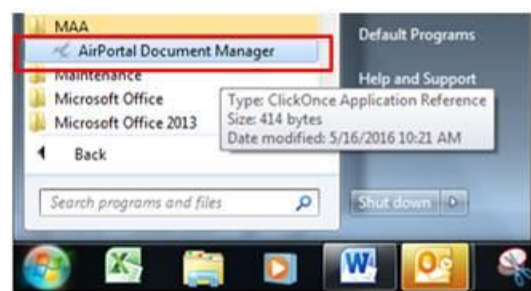 MAA
AirPortal Document Manager
Maintenance
Microsoft Office
Microsoft Office 2013
Back
Search programs and files
Default Programs
Help and Support
Type: ClickOnce Application Reference
Size: 414 bytes
Date modified: 5/16/2016 10:21 AM
Shut down